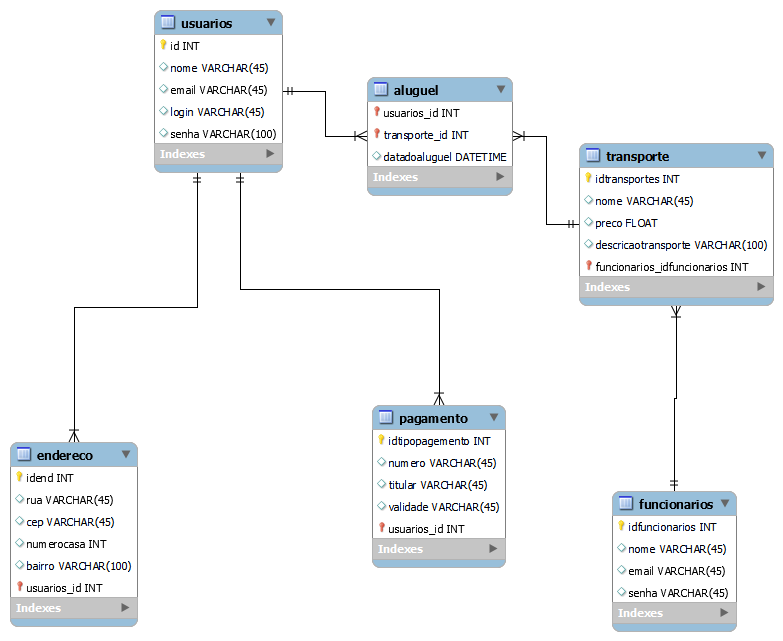 usuarios
id INT
nome VARCHAR(45)
email VARCHAR(45)
login VARCHAR(45)
senha VARCHAR(100)
Indexes
aluguel
usuarios_id INT
transporte_id INT
datadoaluguel DATETIME
Indexes
transporte
idtransportes INT
nome VARCHAR(45)
preco FLOAT
descricaotransporte VARCHAR(100)
funcionarios_idfuncionarios INT
Indexes
endereco
idend INT
rua VARCHAR(45)
cep VARCHAR(45)
numerocasa INT
bairro VARCHAR(100)
usuarios_id INT
Indexes
pagamento
idtipopagemento INT
numero VARCHAR(45)
titular VARCHAR(45)
validade VARCHAR(45)
usuarios_id INT
Indexes
funcionarios
idfuncionarios INT
nome VARCHAR(45)
email VARCHAR(45)
senha VARCHAR(45)
Indexes